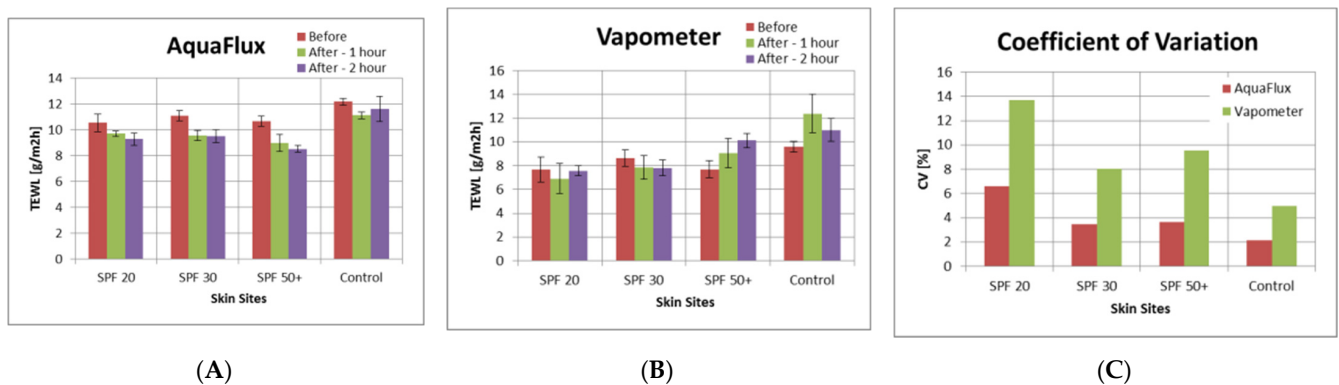 AquaFlux
Before
After - 1 hour
After - 2 hour
TEWL [g/m2h]
14
12
10
8
6
4
2
0
SPF 20 SPF 30 SPF 50+ Control
Skin Sites
(A)
Vapometer
Before
After - 1 hour
After - 2 hour
TEWL [g/m2h]
16
14
12
10
8
6
4
2
0
SPF 20 SPF 30 SPF 50+ Control
Skin Sites
(B)
Coefficient of Variation
AquaFlux
Vapometer
CV [%]
16
14
12
10
8
6
4
2
0
SPF 20 SPF 30 SPF 50+ Control
Skin Sites
(C)